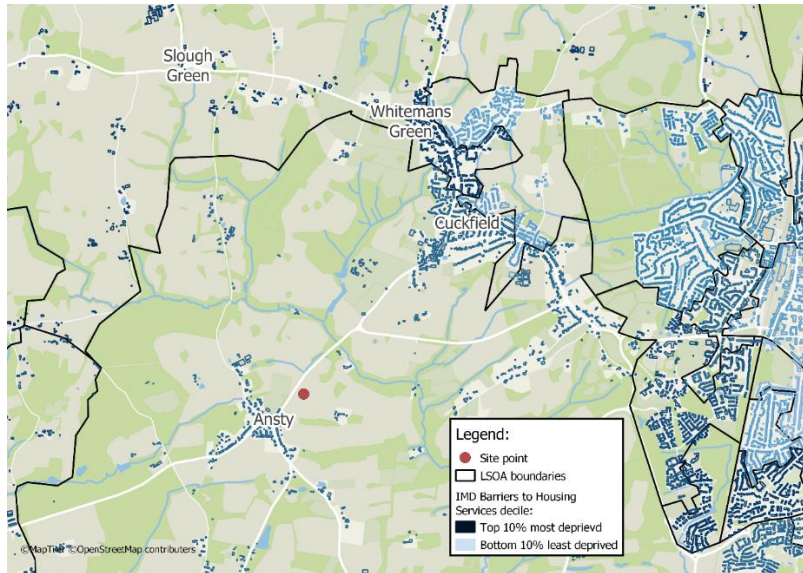 Slough
Green
Whitemans
Green
Cuckfield
Ansty
Legend:
Site point
LSOA boundaries
IMD Barriers to Housing
Services decile:
Top 10% most deprievd
Bottom 10% least deprived
©MapTiler ©OpenStreetMap contributers